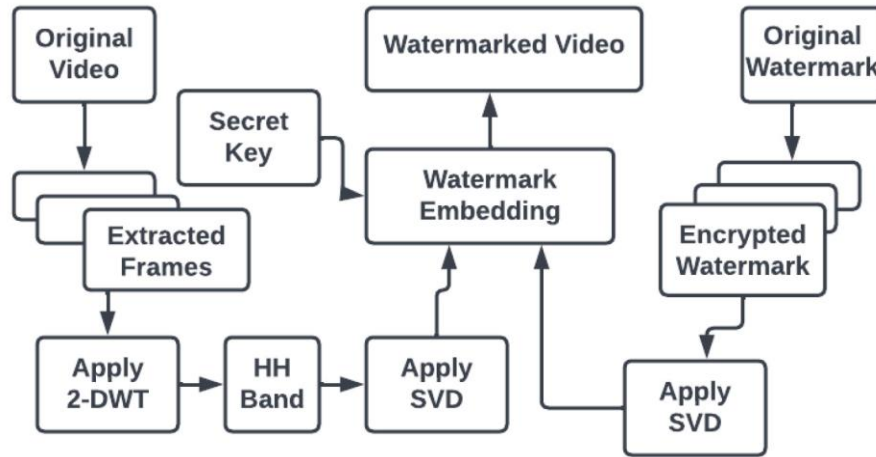 Original
Video
Watermarked Video
Original
Watermark
Secret
Key
Watermark
Embedding
Extracted
Frames
Encrypted
Watermark
Apply
2-DWT
HH
Band
Apply
SVD
Apply
SVD